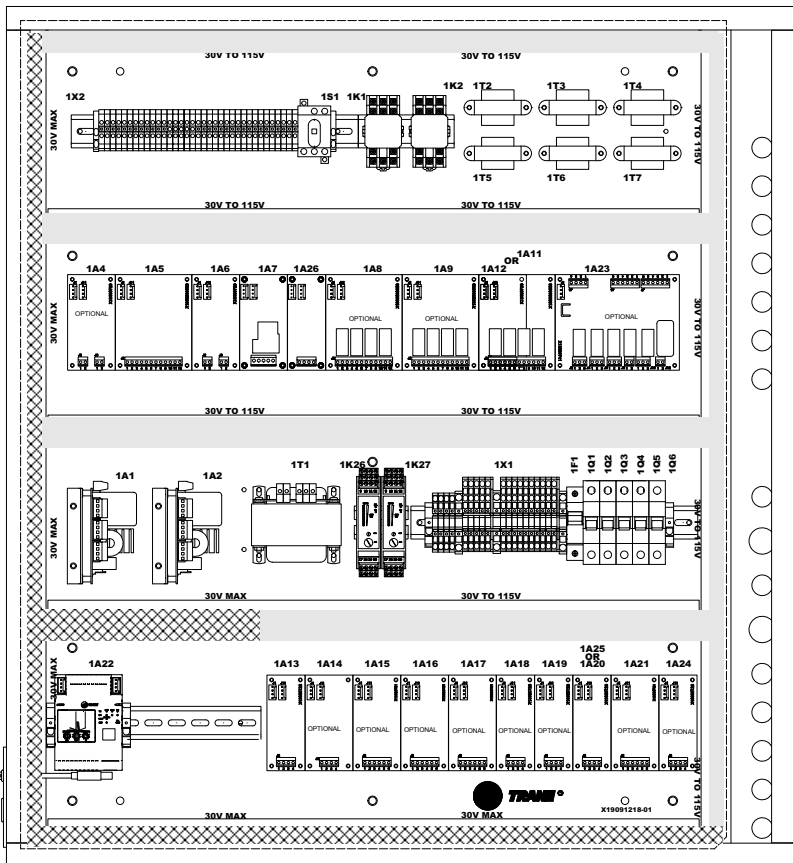 30V TO 115V 30V TO 115V
1X2 1S1 1K1 1K2 1T2 1T3 1T4
30V MAX
30V TO 115V
1T5 1T6 1T7
30V TO 115V 30V TO 115V
1A11
OR
1A4 1A5 1A6 1A7 1A26 1A8 1A9 1A12 1A23
OPTIONAL OPTIONAL OPTIONAL OPTIONAL
30V MAX
30V TO 115V
30V TO 115V 30V TO 115V
1A1 1A2 1T1 1K26 1K27 1X1 1F1 1Q1 1Q2 1Q3 1Q4 1Q5 1Q6
30V MAX
30V TO 115V
30V MAX 30V TO 115V
1A25
OR
30V MAX
1A22 1A13 1A14 1A15 1A16 1A17 1A18 1A19 1A20 1A21 1A24
OPTIONAL OPTIONAL OPTIONAL OPTIONAL OPTIONAL OPTIONAL
30V TO 115V
TRANE
X19091218-01
30V MAX 30V MAX